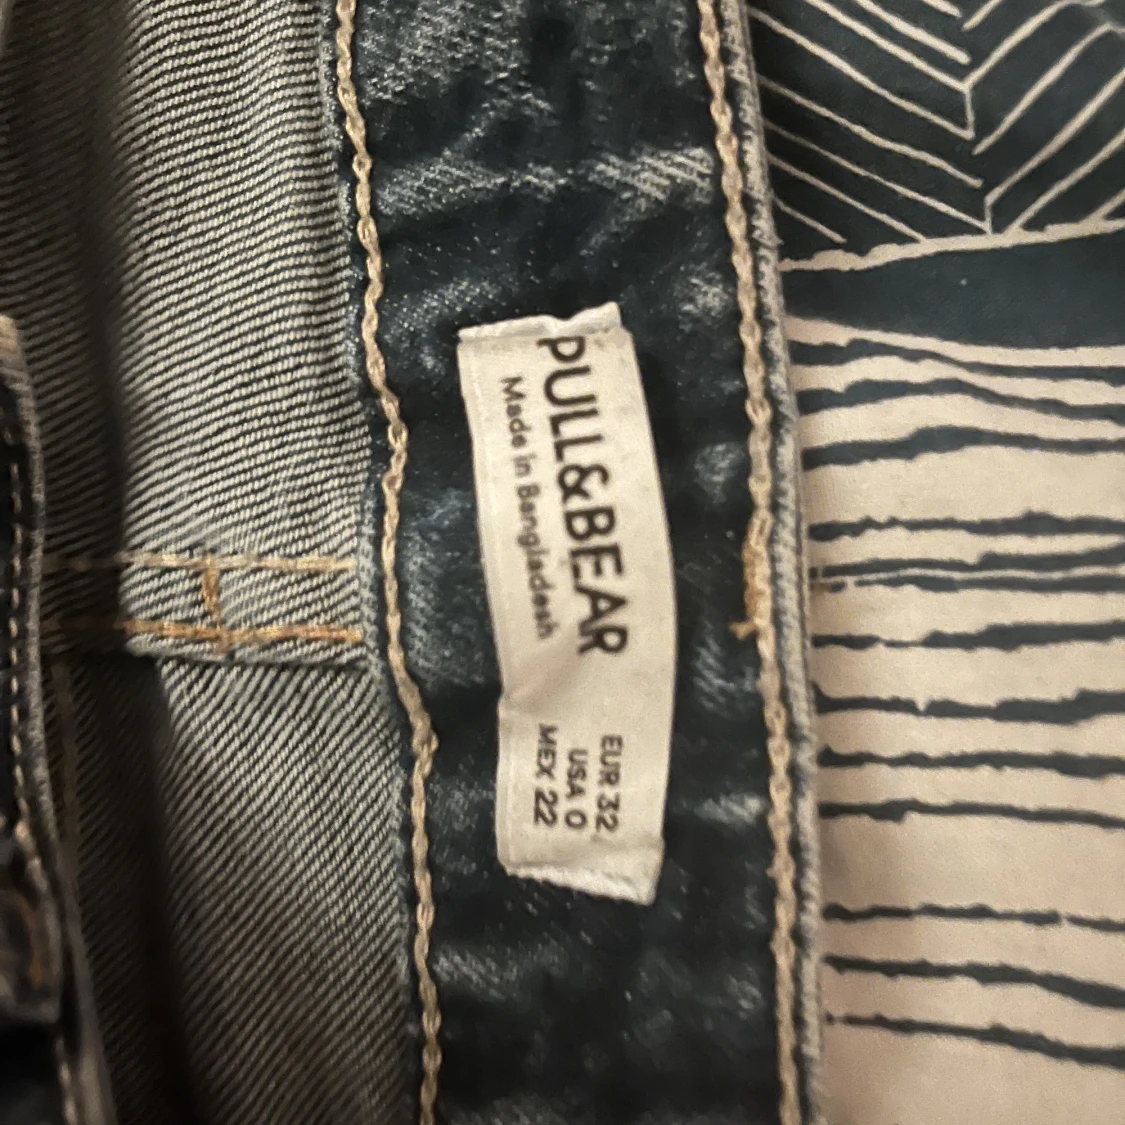 PULL&BEAR
Made in Bangladesh
EUR 32
USA 0
MEX 22